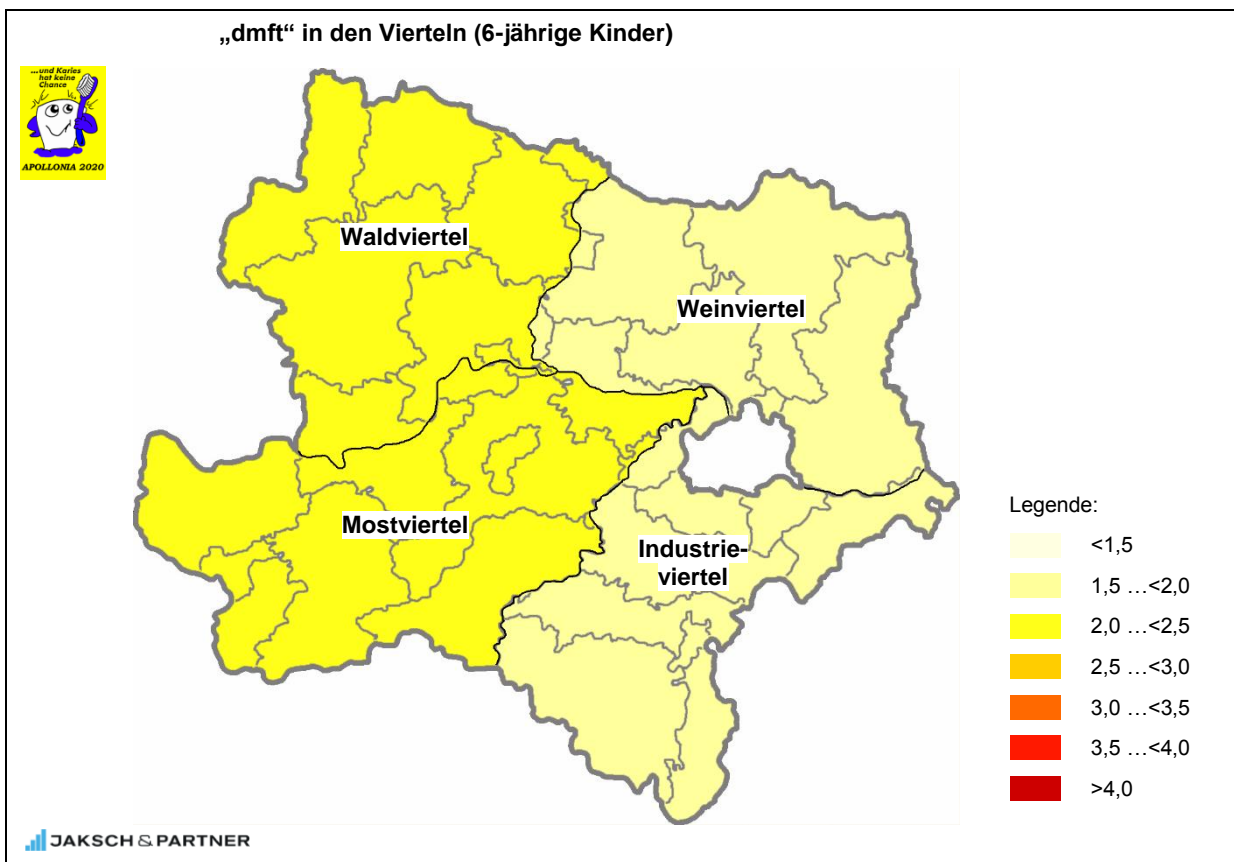 „dmft“ in den Vierteln (6-jährige Kinder)
...und Karies
hat keine
Chance
APOLLONIA 2020
Waldviertel
Weinviertel
Mostviertel
Industrie-
viertel
Legende:
<1,5
1,5 …<2,0
2,0 …<2,5
2,5 …<3,0
3,0 …<3,5
3,5 …<4,0
>4,0
JAKSCH & PARTNER